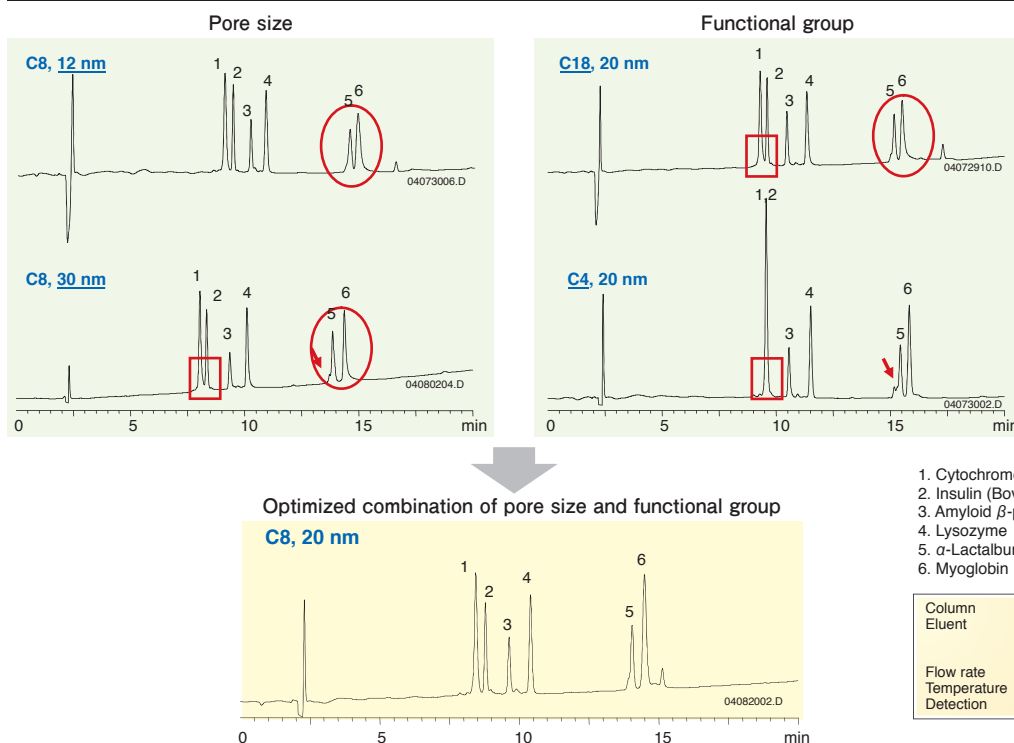 Pore size
C8, 12 nm
1
2
3
4
5
6
04073006.D
C8, 30 nm
1
2
3
4
5
6
04080204.D
0 5 10 15 min
Functional group
C18, 20 nm
1
2
3
4
5
6
04072910.D
C4, 20 nm
1,2
3
4
5
6
04073002.D
0 5 10 15 min
Optimized combination of pore size and functional group
C8, 20 nm
1
2
3
4
5
6
04082002.D
0 5 10 15 min
1. Cytochrome
2. Insulin (Bov
3. Amyloid β-p
4. Lysozyme
5. α-Lactalbu
6. Myoglobin
Column
Eluent
Flow rate
Temperature
Detection